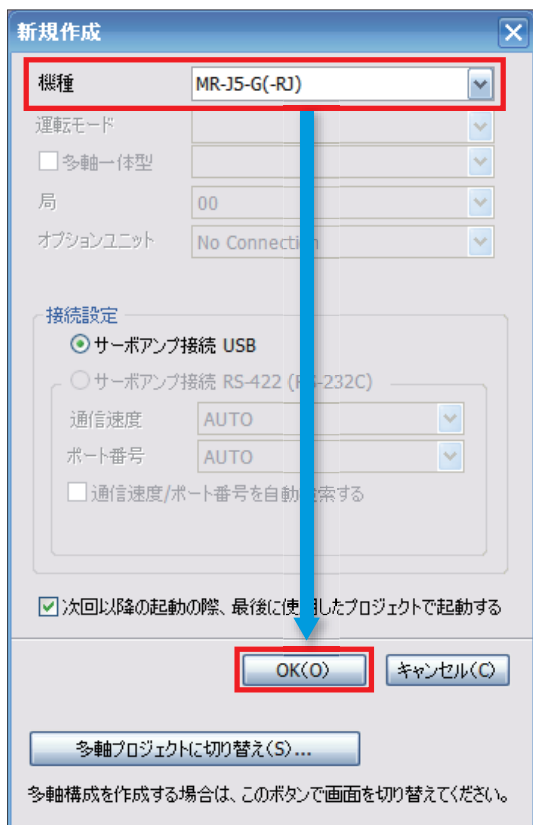 新規作成
機種 MR-J5-G(-RJ)
運転モード
多軸一体型
局 00
オプションユニット No Connection
接続設定
サーボアンプ接続 USB
サーボアンプ接続 RS-422 (RS-232C)
通信速度 AUTO
ポート番号 AUTO
通信速度/ポート番号を自動検索する
次回以降の起動の際、最後に使用したプロジェクトで起動する
OK(O) キャンセル(C)
多軸プロジェクトに切り替え(S)...
多軸構成を作成する場合は、このボタンで画面を切り替えてください。